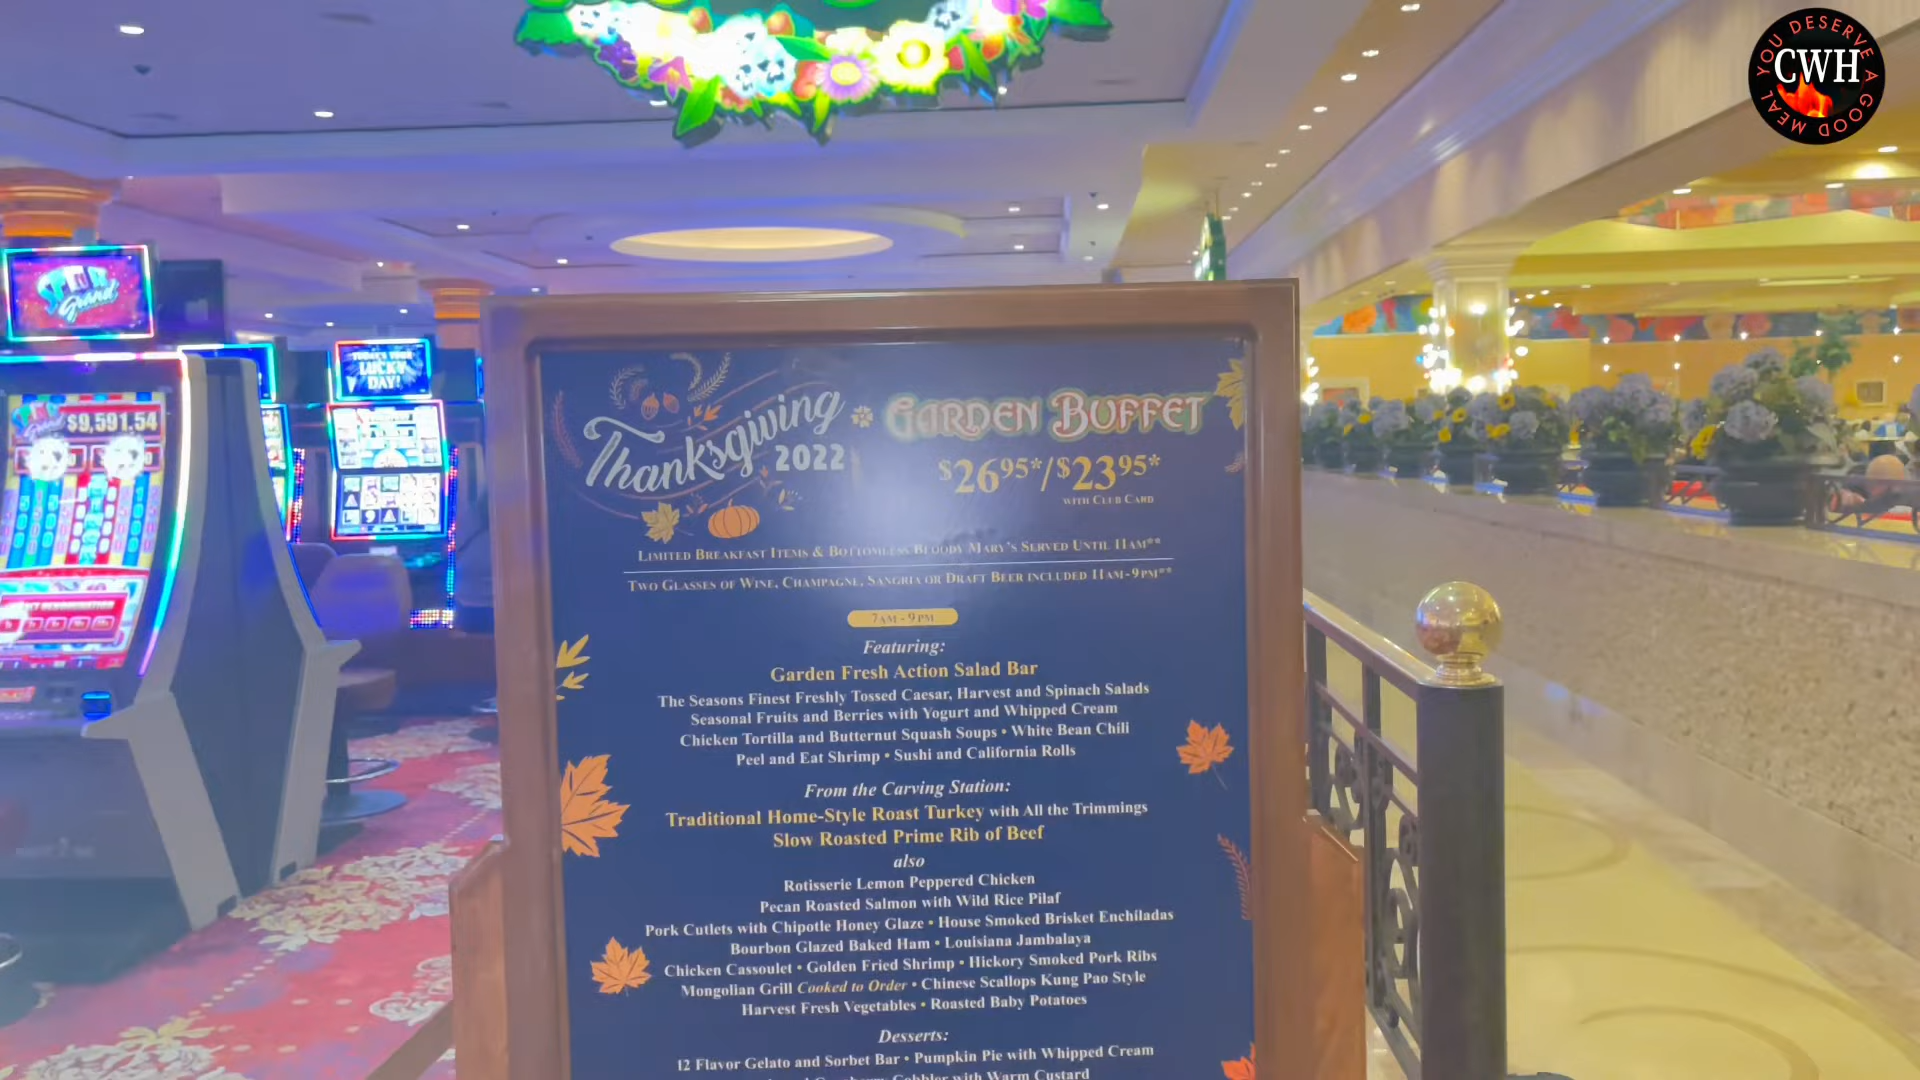 YOU DESERVE A GOOD MEAL
CWH
Grand
TODAY'S YOUR
LUCKY
DAY!
$9,591.54
Thanksgiving
2022
GARDEN BUFFET
$26.95*/$23.95*
WITH CLUB CARD
LIMITED BREAKFAST ITEMS & BOTTOMLESS BLOODY MARY'S SERVED UNTIL 11AM**
TWO GLASSES OF WINE, CHAMPAGNE, SANGRIA OR DRAFT BEER INCLUDED 11AM-9PM**
7AM - 9PM
Featuring:
Garden Fresh Action Salad Bar
The Seasons Finest Freshly Tossed Caesar, Harvest and Spinach Salads
Seasonal Fruits and Berries with Yogurt and Whipped Cream
Chicken Tortilla and Butternut Squash Soups • White Bean Chili
Peel and Eat Shrimp • Sushi and California Rolls
From the Carving Station:
Traditional Home-Style Roast Turkey with All the Trimmings
Slow Roasted Prime Rib of Beef
also
Rotisserie Lemon Peppered Chicken
Pecan Roasted Salmon with Wild Rice Pilaf
Pork Cutlets with Chipotle Honey Glaze • House Smoked Brisket Enchiladas
Bourbon Glazed Baked Ham • Louisiana Jambalaya
Chicken Cassoulet • Golden Fried Shrimp • Hickory Smoked Pork Ribs
Mongolian Grill Cooked to Order • Chinese Scallops Kung Pao Style
Harvest Fresh Vegetables • Roasted Baby Potatoes
Desserts:
12 Flavor Gelato and Sorbet Bar • Pumpkin Pie with Whipped Cream
Cobbler with Warm Custard